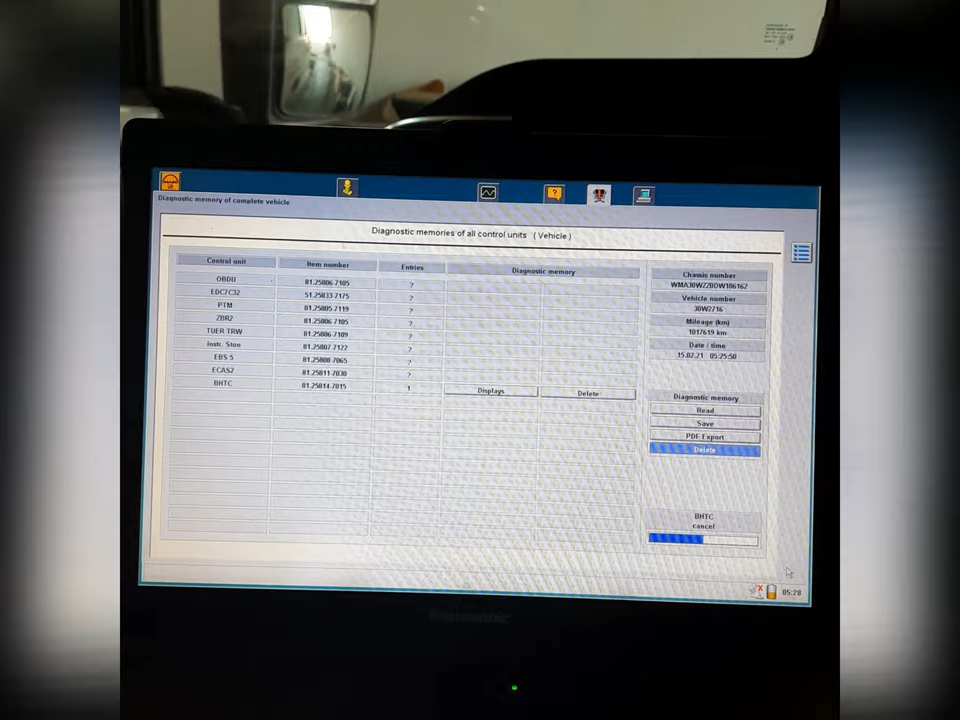 Diagnostic memory of complete vehicle
Diagnostic memories of all control units ( Vehicle )
Control unit Item number Entries Diagnostic memory
OBDU 81.25806-7105 ?
EDC7C32 51.25833-7175 ?
PTM 81.25805-7119 ?
ZBR2 81.25806-7105 ?
TUER TRW 81.25806-7109 ?
Instr. Ston 81.25807-7122 ?
EBS 5 81.25808-7065 ?
ECAS2 81.25811-7030 ?
BHTC 81.25814-7015 1 Displays Delete
Chassis number
WMA30WZZ0DW186162
Vehicle number
30W2716
Mileage (km)
1017619 km
Date / time
15.02.21 05:25:50
Diagnostic memory
Read
Save
PDF Export
Delete
BHTC
cancel
05:28
Panasonic